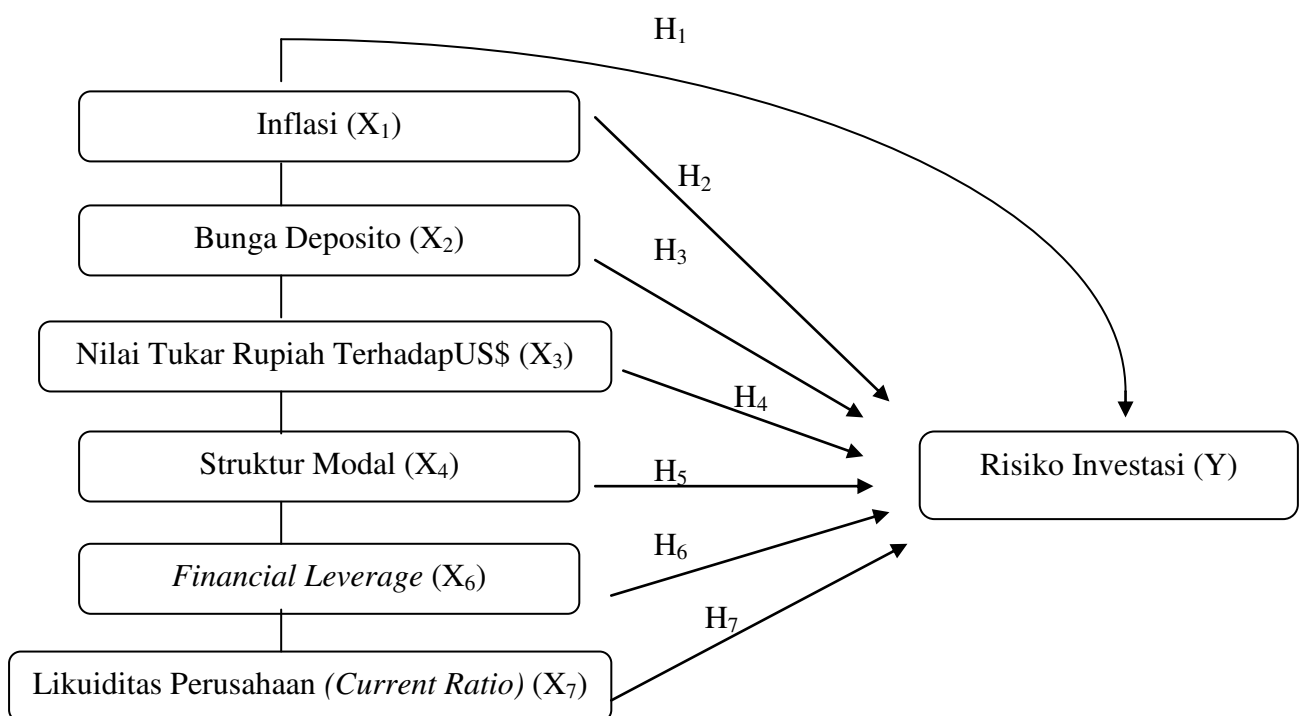 H₁
Inflasi (X₁)
H₂
Bunga Deposito (X₂)
H₃
Nilai Tukar Rupiah TerhadapUS$ (X₃)
H₄
Struktur Modal (X₄)
H₅
Risiko Investasi (Y)
Financial Leverage (X₆)
H₆
H₇
Likuiditas Perusahaan (Current Ratio) (X₇)